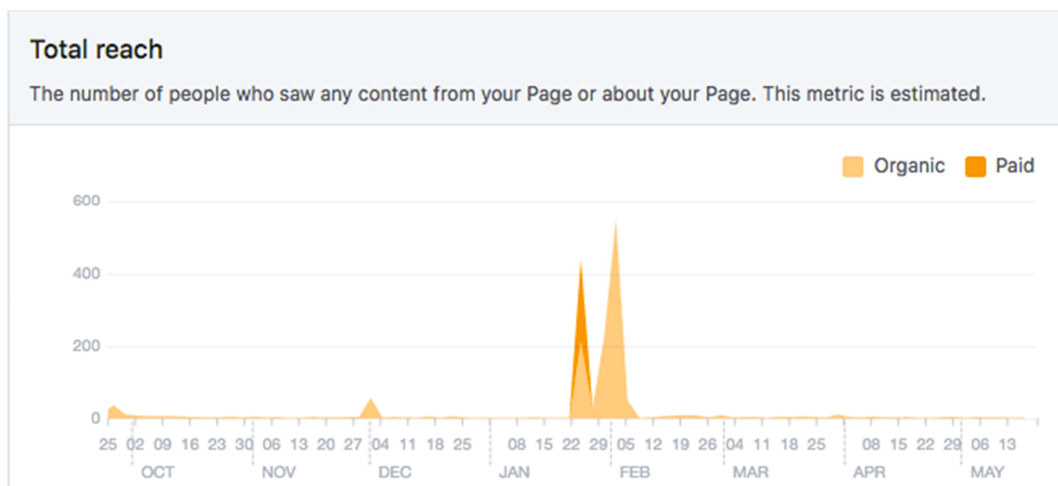 Total reach
The number of people who saw any content from your Page or about your Page. This metric is estimated.
Organic Paid
600
400
200
0
25 02 09 16 23 30 06 13 20 27 04 11 18 25 08 15 22 29 05 12 19 26 04 11 18 25 08 15 22 29 06 13
OCT NOV DEC JAN FEB MAR APR MAY